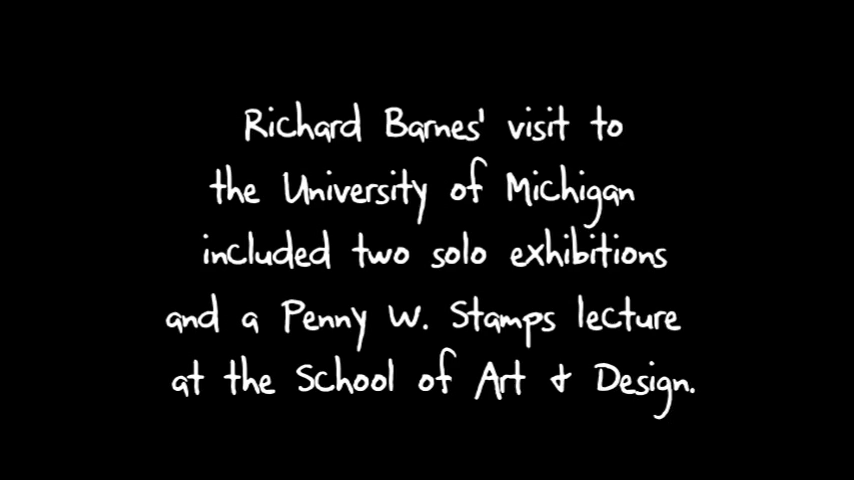 Richard Barnes' visit to
the University of Michigan
included two solo exhibitions
and a Penny W. Stamps lecture
at the School of Art & Design.